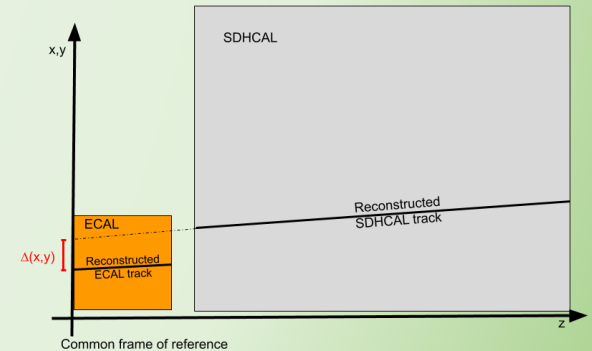 x,y
SDHCAL
Reconstructed
SDHCAL track
ECAL
Δ(x,y)
Reconstructed
ECAL track
z
Common frame of reference